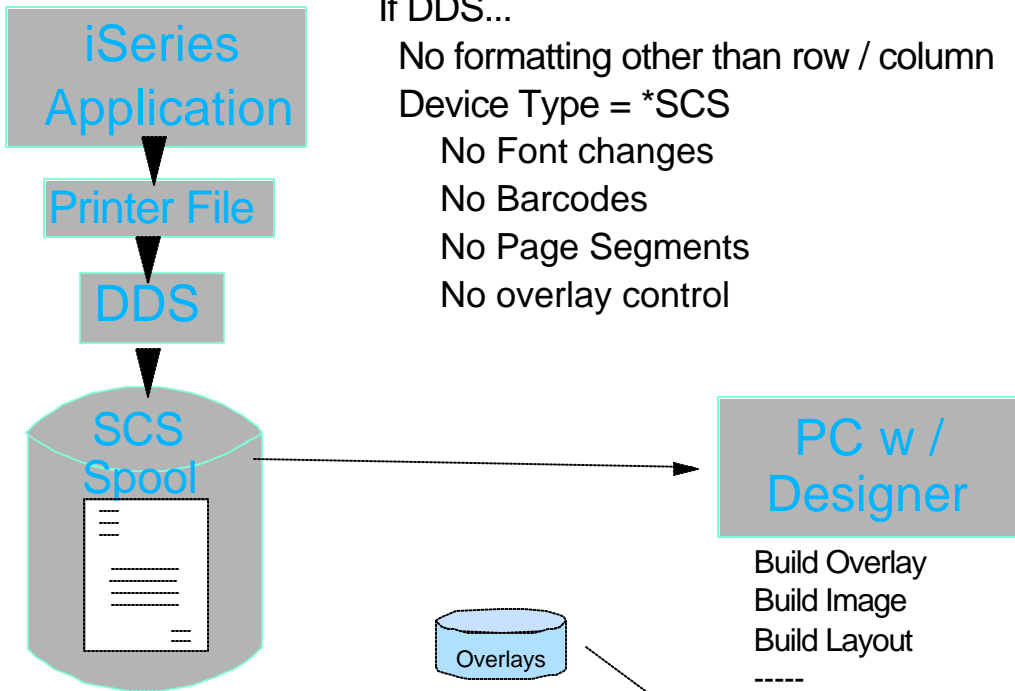 If DDS...
No formatting other than row / column
Device Type = *SCS
No Font changes
No Barcodes
No Page Segments
No overlay control
iSeries
Application
Printer File
DDS
SCS
Spool
PC w /
Designer
Build Overlay
Build Image
Build Layout
-----
Overlays